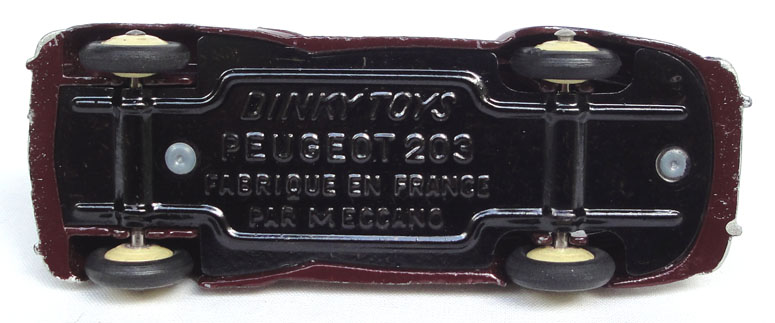 DINKY TOYS
PEUGEOT 203
FABRIQUE EN FRANCE
PAR MECCANO